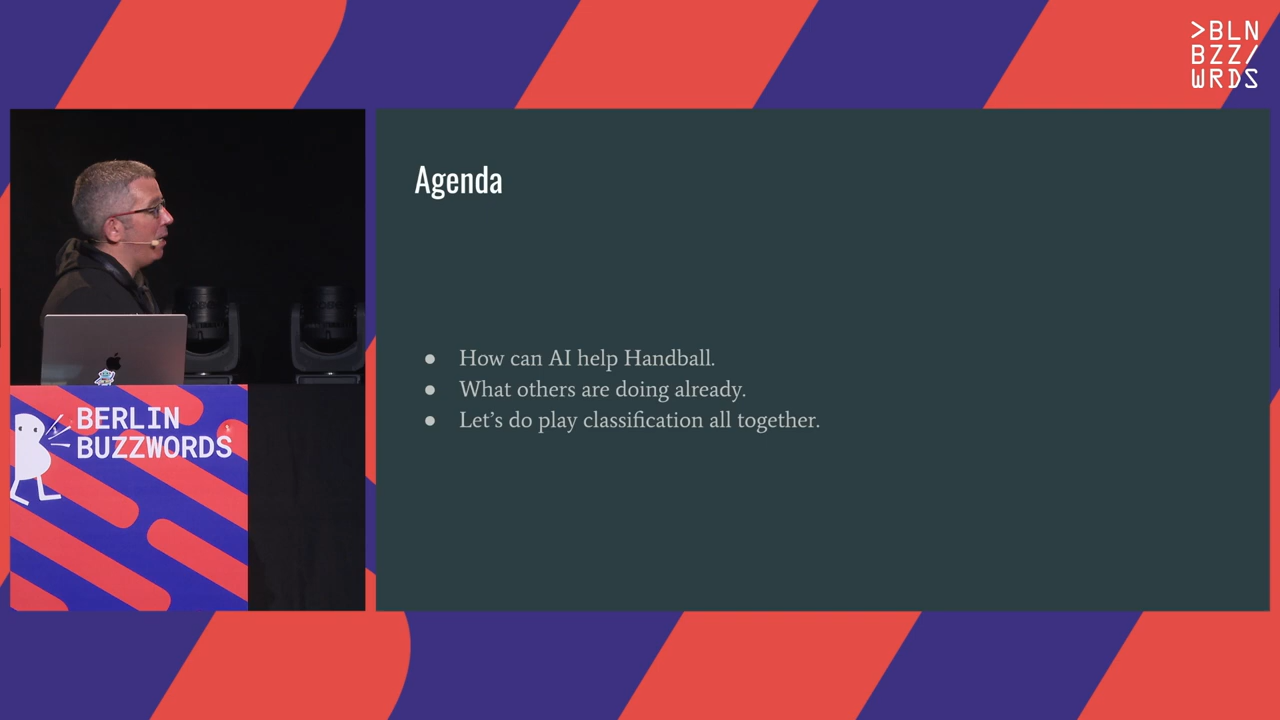 >BLN
BZZ/
WRDS
Agenda
● How can AI help Handball.
● What others are doing already.
● Let's do play classification all together.
BERLIN
BUZZWORDS